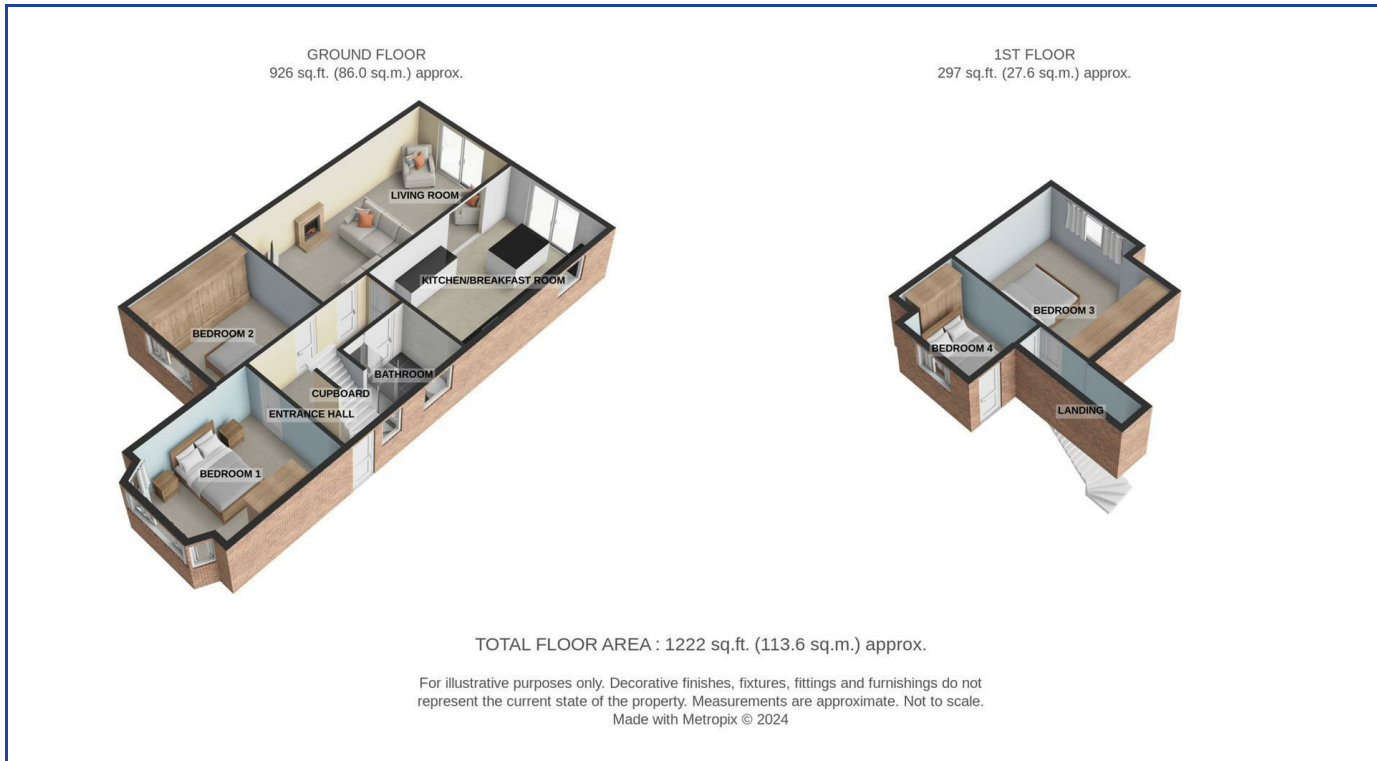 GROUND FLOOR
926 sq.ft. (86.0 sq.m.) approx.
1ST FLOOR
297 sq.ft. (27.6 sq.m.) approx.
LIVING ROOM
KITCHEN/BREAKFAST ROOM
BEDROOM 2
BATHROOM
CUPBOARD
ENTRANCE HALL
BEDROOM 1
BEDROOM 3
BEDROOM 4
LANDING
TOTAL FLOOR AREA : 1222 sq.ft. (113.6 sq.m.) approx.
For illustrative purposes only. Decorative finishes, fixtures, fittings and furnishings do not
represent the current state of the property. Measurements are approximate. Not to scale.
Made with Metropix © 2024